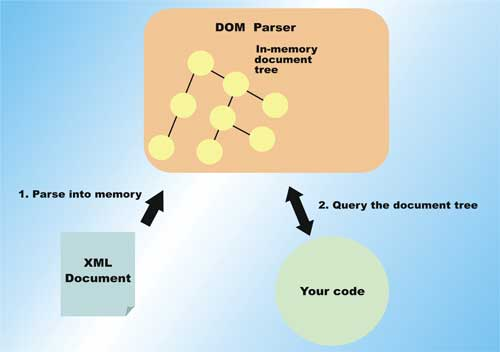 DOM Parser
In-memory
document
tree
1. Parse into memory
2. Query the document tree
XML
Document
Your code